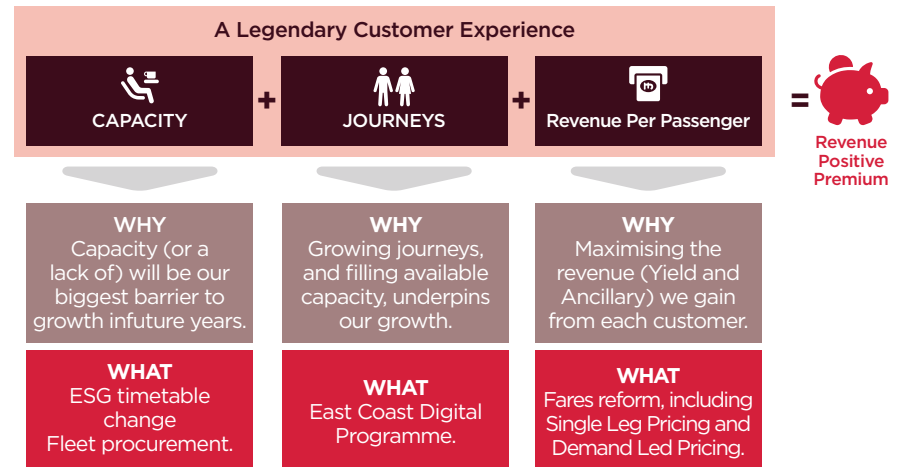 A Legendary Customer Experience
CAPACITY
+
JOURNEYS
+
Revenue Per Passenger
=
Revenue
Positive
Premium
WHY
Capacity (or a
lack of) will be our
biggest barrier to
growth infuture years.
WHY
Growing journeys,
and filling available
capacity, underpins
our growth.
WHY
Maximising the
revenue (Yield and
Ancillary) we gain
from each customer.
WHAT
ESG timetable
change
Fleet procurement.
WHAT
East Coast Digital
Programme.
WHAT
Fares reform, including
Single Leg Pricing and
Demand Led Pricing.